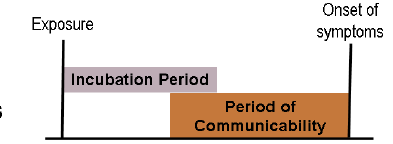 Exposure
Onset of
symptoms
Incubation Period
Period of
Communicability
s